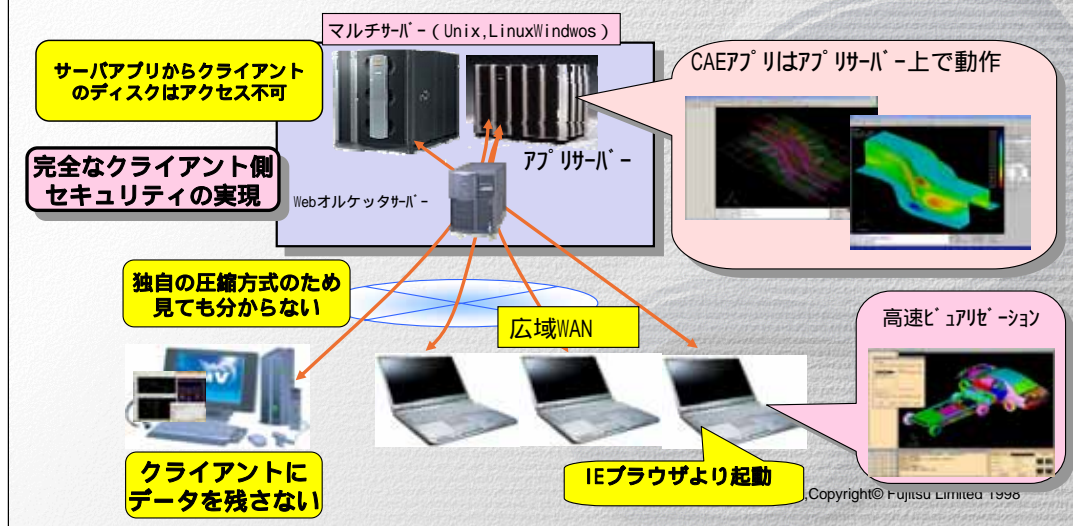 マルチサーバー(Unix,LinuxWindwos)
サーバアプリからクライアント
のディスクはアクセス不可
CAEアプリはアプリサーバー上で動作
完全なクライアント側
セキュリティの実現
アプリサーバー
Webオルケッタサーバー
独自の圧縮方式のため
見ても分からない
広域WAN
高速ビュアリゼーション
クライアントに
データを残さない
IEブラウザより起動
,Copyright© Fujitsu Limited 1998